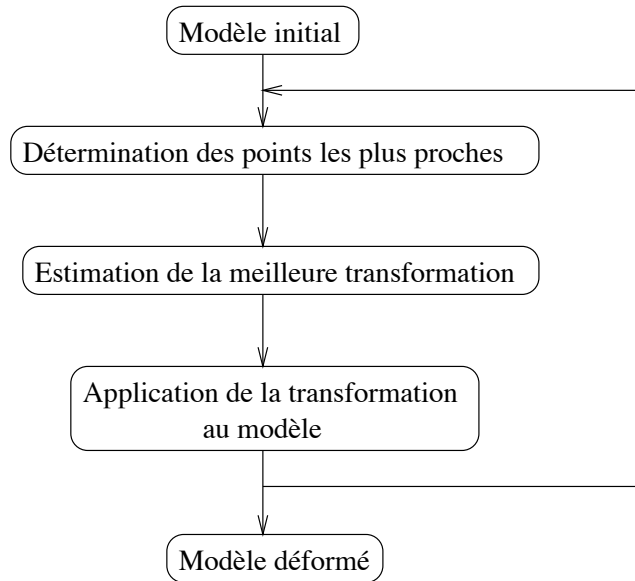 Modèle initial
Détermination des points les plus proches
Estimation de la meilleure transformation
Application de la transformation
au modèle
Modèle déformé